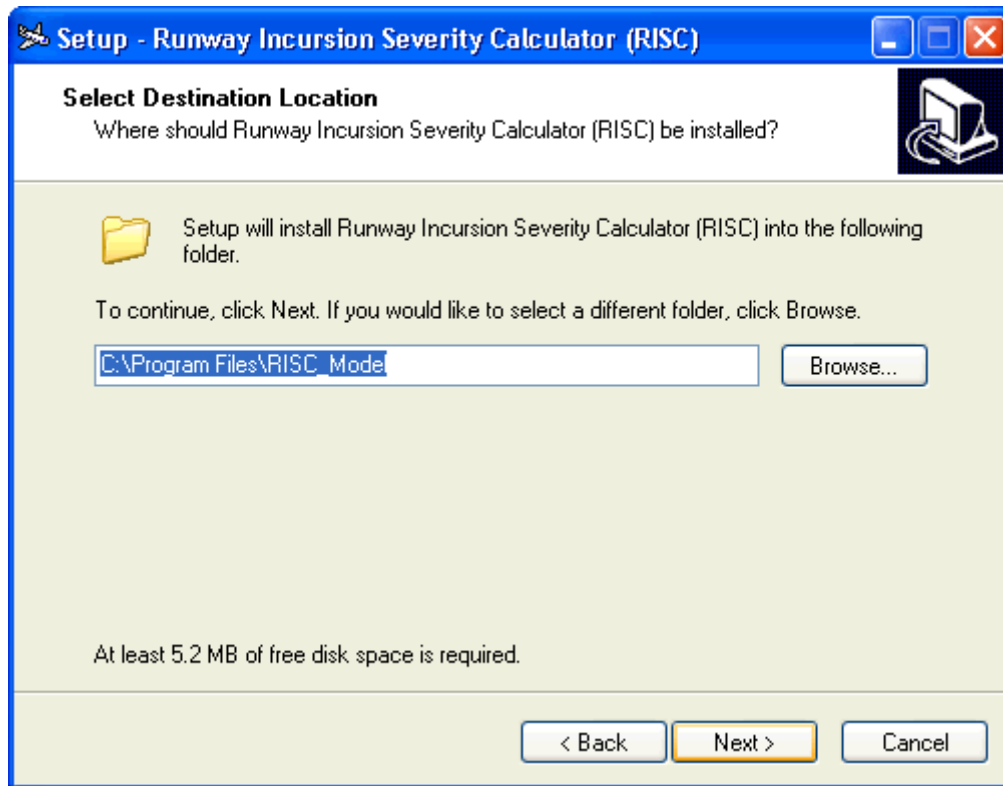 Setup - Runway Incursion Severity Calculator (RISC)
Select Destination Location
Where should Runway Incursion Severity Calculator (RISC) be installed?
Setup will install Runway Incursion Severity Calculator (RISC) into the following
folder.
To continue, click Next. If you would like to select a different folder, click Browse.
C:\Program Files\RISC_Model
Browse...
At least 5.2 MB of free disk space is required.
< Back
Next >
Cancel